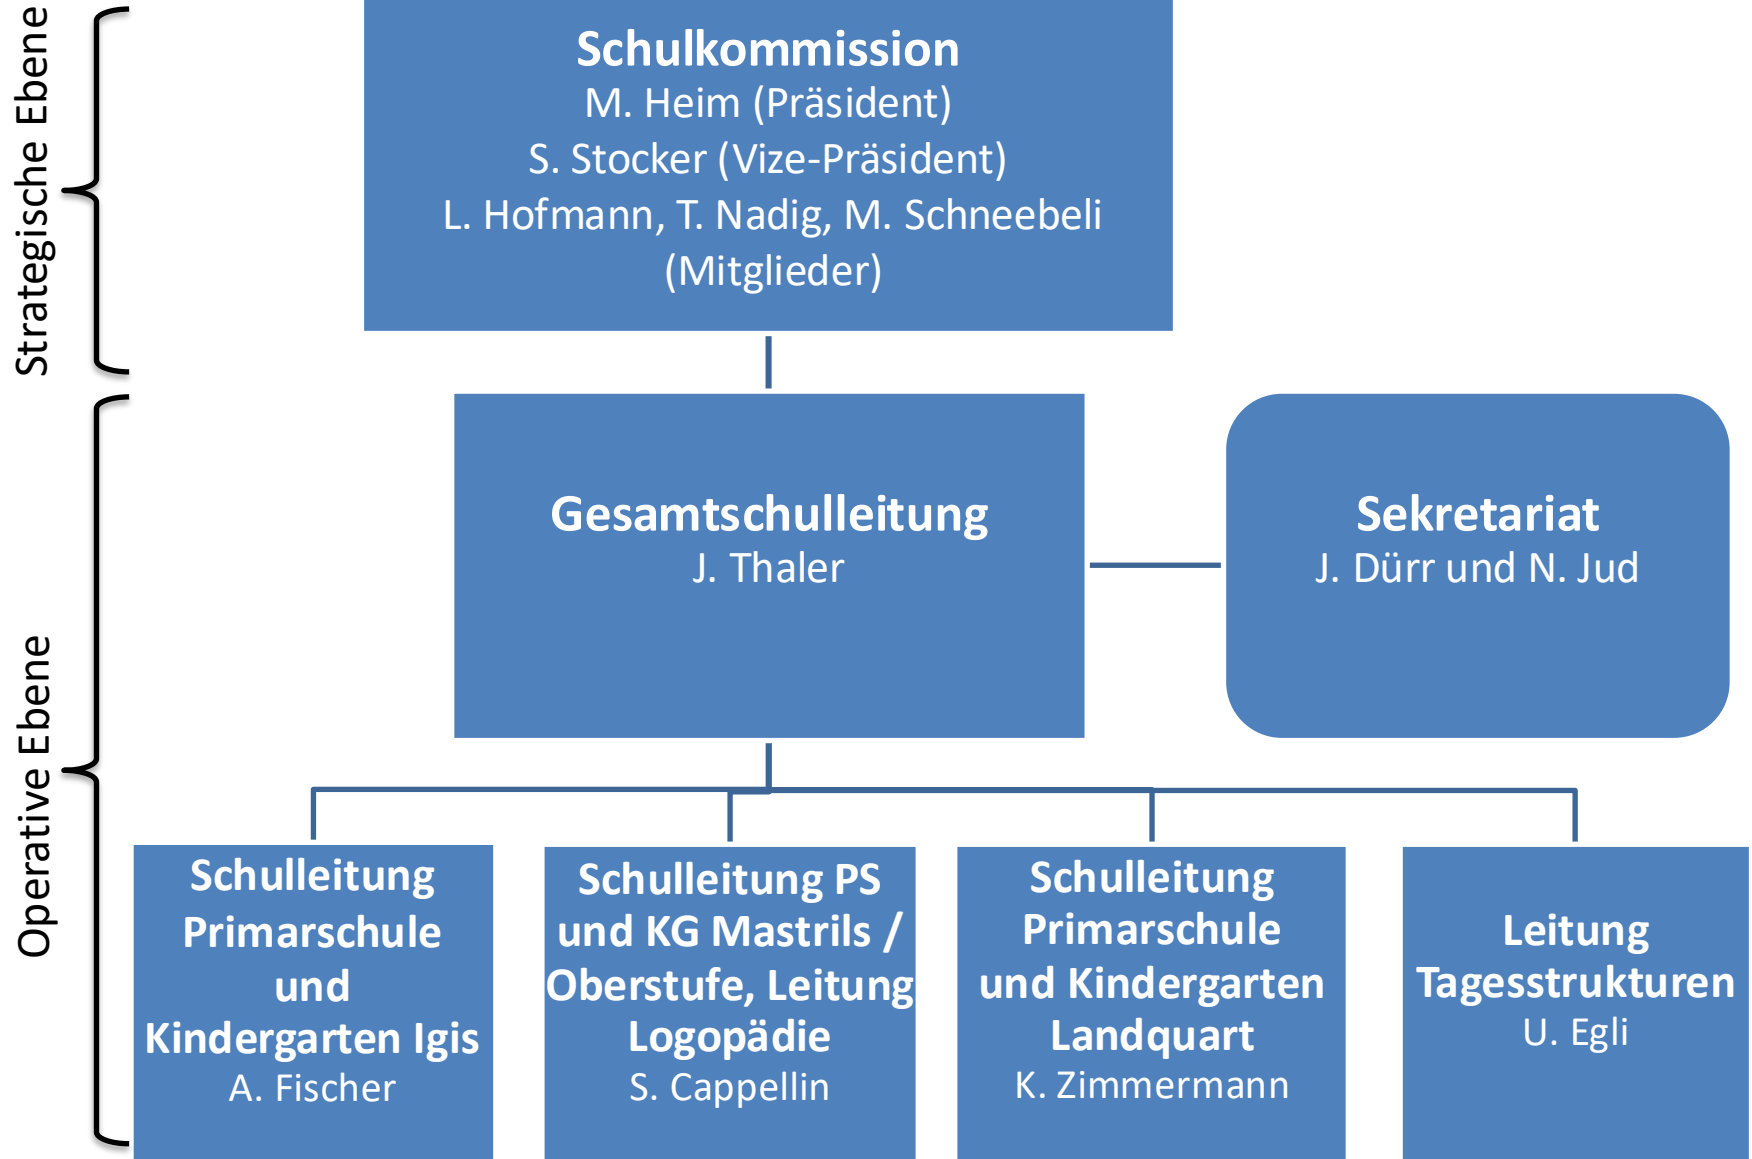 Strategische Ebene
Schulkommission
M. Heim (Präsident)
S. Stocker (Vize-Präsident)
L. Hofmann, T. Nadig, M. Schneebeli
(Mitglieder)
Operative Ebene
Gesamtschulleitung
J. Thaler
Sekretariat
J. Dürr und N. Jud
Schulleitung
Primarschule
und
Kindergarten Igis
A. Fischer
Schulleitung PS
und KG Mastrils /
Oberstufe, Leitung
Logopädie
S. Cappellin
Schulleitung
Primarschule
und Kindergarten
Landquart
K. Zimmermann
Leitung
Tagesstrukturen
U. Egli